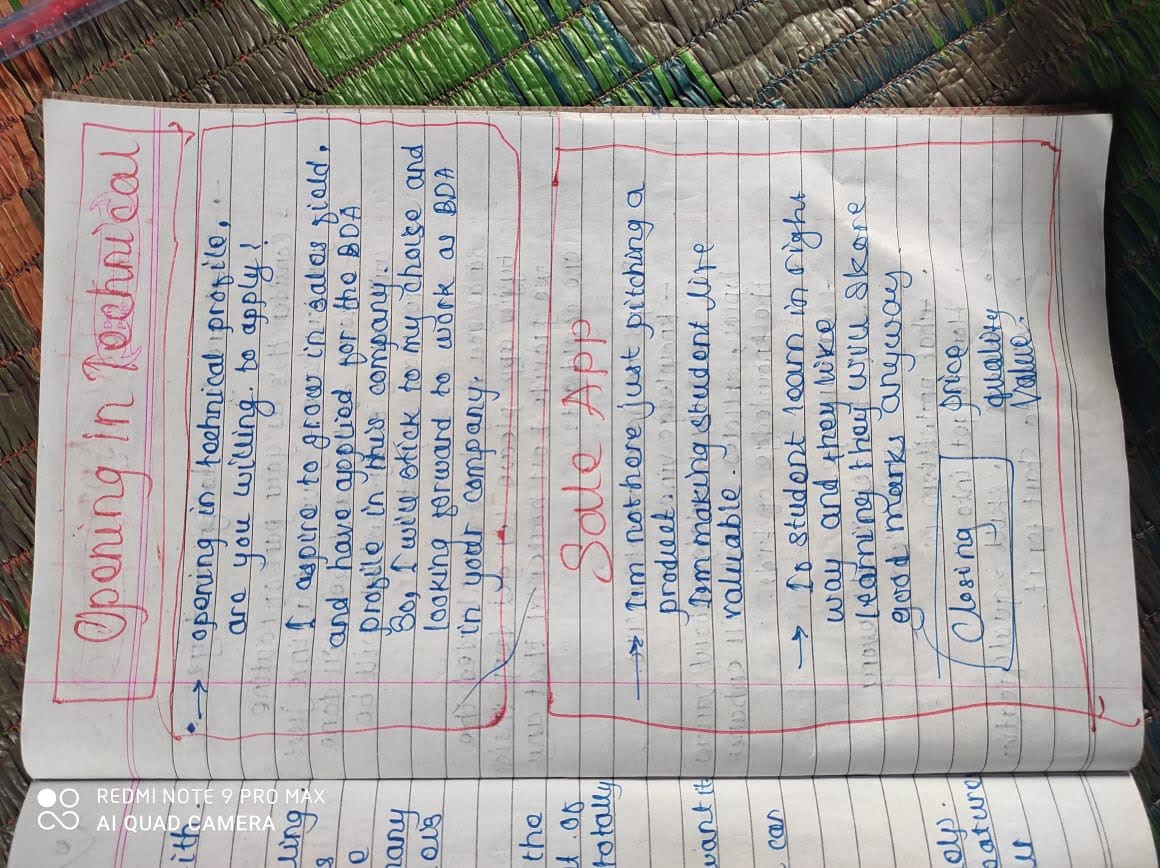 REDMI NOTE 9 PRO MAX
AI QUAD CAMERA
ith
ling
s
e
many
ois
the
totally
want it
can
eature
Opening in Technical
→ opening in technical profile,
are you willing. to apply!
I aspire to grow in sales field,
and have applied for the BDA
profile in this company.
So, I will stick to my choise and
looking forward to work as BDA
in your company.
Sale App
→ I'm not here just pitching a
product.
I'm making student life
valuable.
→ If student learn in right
way and they like
learning they will skore
good marks anyway.
Closing price
quality
Value.